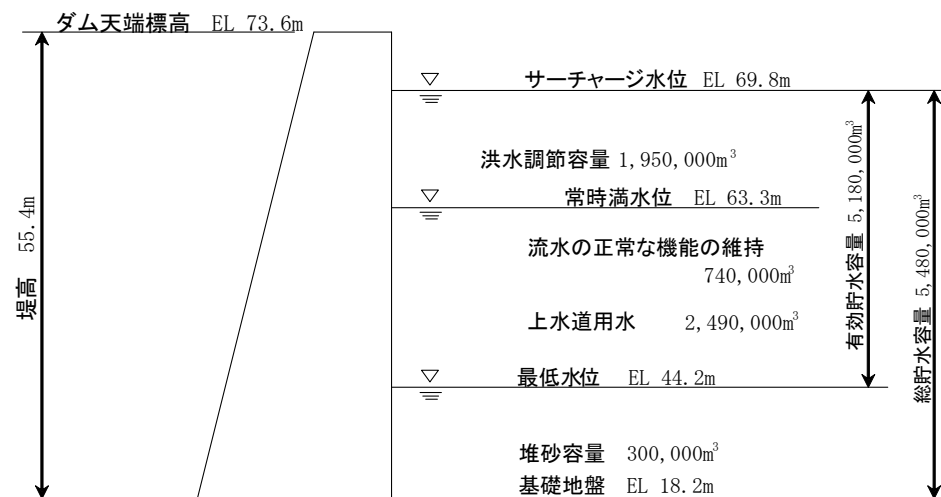 ダム天端標高 EL 73.6m
サーチャージ水位 EL 69.8m
洪水調節容量 1,950,000m³
常時満水位 EL 63.3m
流水の正常な機能の維持
740,000m³
上水道用水 2,490,000m³
最低水位 EL 44.2m
堆砂容量 300,000m³
基礎地盤 EL 18.2m
堤高 55.4m
有効貯水容量 5,180,000m³
総貯水容量 5,480,000m³